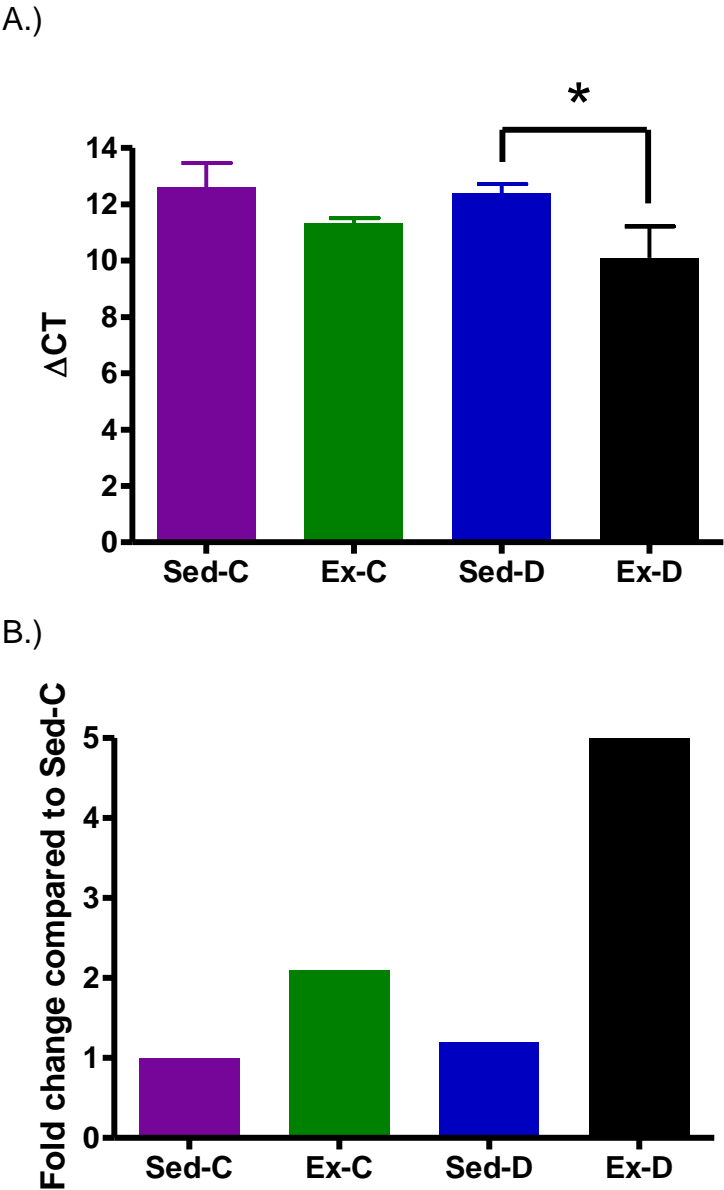 A.)
*
ΔCT
14
12
10
8
6
4
2
0
Sed-C Ex-C Sed-D Ex-D
B.)
Fold change compared to Sed-C
5
4
3
2
1
0
Sed-C Ex-C Sed-D Ex-D